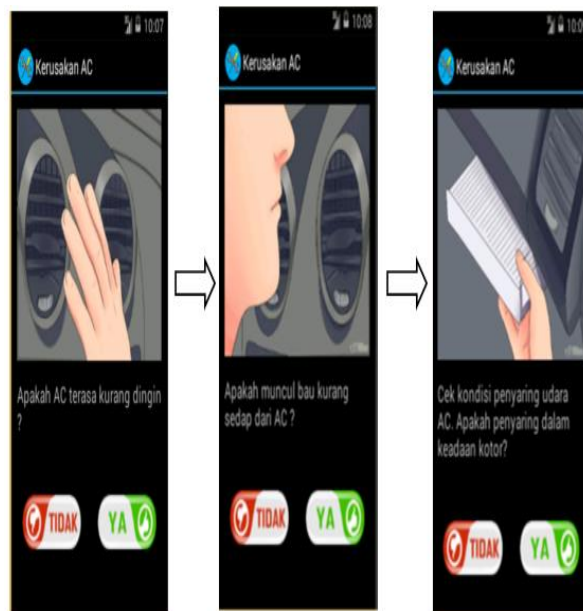 10:07
Kerusakan AC
Apakah AC terasa kurang dingin
?
TIDAK
YA
10:08
Kerusakan AC
Apakah muncul bau kurang
sedap dari AC ?
TIDAK
YA
Kerusakan AC
Cek kondisi penyaring udara
AC. Apakah penyaring dalam
keadaan kotor?
TIDAK
YA